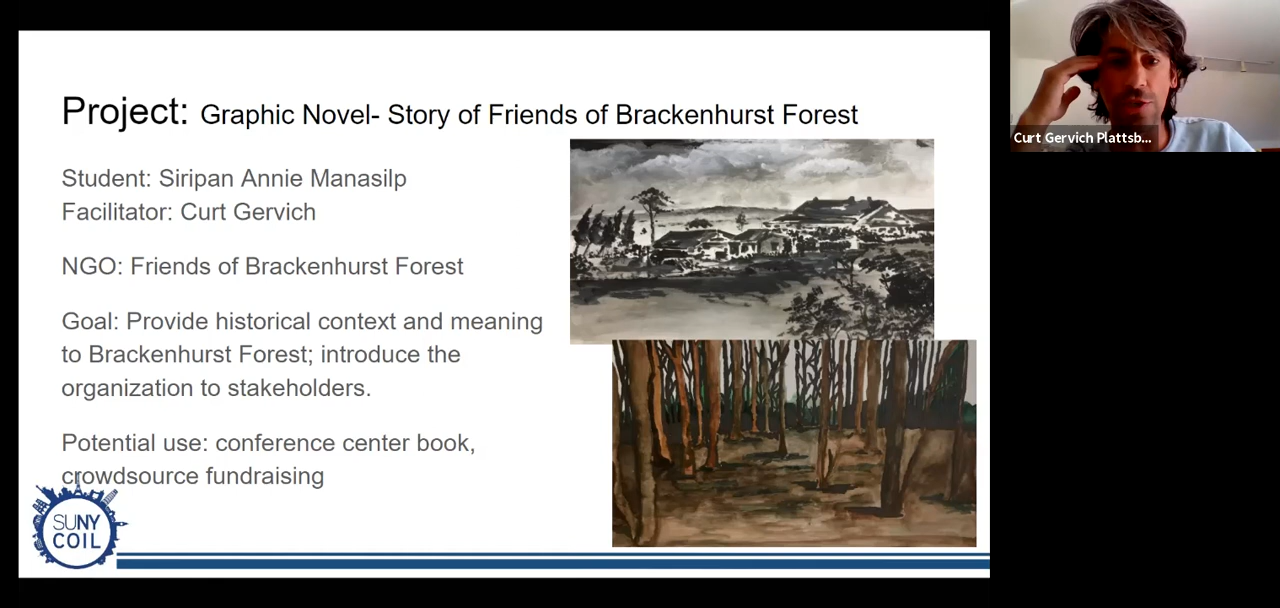 Project: Graphic Novel- Story of Friends of Brackenhurst Forest
Student: Siripan Annie Manasilp
Facilitator: Curt Gervich
NGO: Friends of Brackenhurst Forest
Goal: Provide historical context and meaning
to Brackenhurst Forest; introduce the
organization to stakeholders.
Potential use: conference center book,
crowdsource fundraising
SUNY
COIL
Curt Gervich Plattsb...